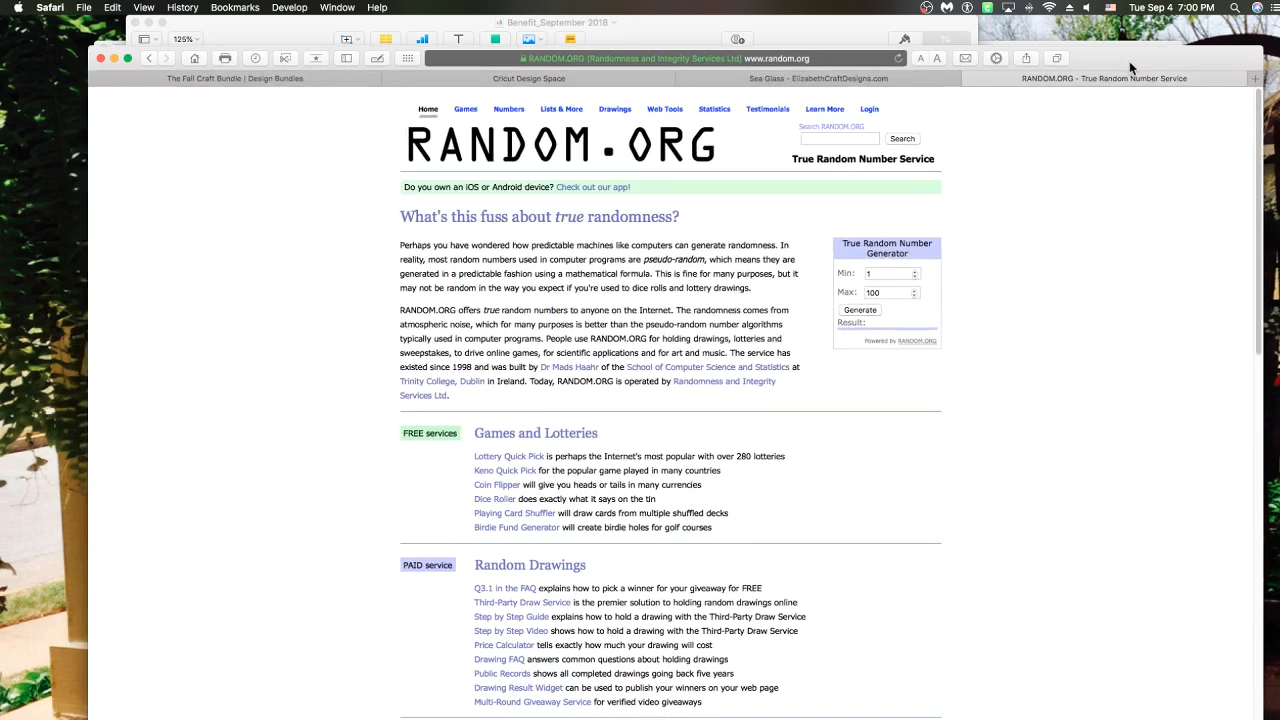 Tue Sep 4 7:00 PM
Benefit_September 2018
125%
RANDOM.ORG (Randomness and Integrity Services Ltd) www.random.org
The Fall Craft Bundle | Design Bundles
Cricut Design Space
Sea Glass - ElizabethCraftDesigns.com
RANDOM.ORG - True Random Number Service
Home Games Numbers Lists & More Drawings Web Tools Statistics Testimonials Learn More Login
RANDOM.ORG
Search RANDOM.ORG
Search
True Random Number Service
Do you own an iOS or Android device? Check out our app!
What's this fuss about true randomness?
Perhaps you have wondered how predictable machines like computers can generate randomness. In
reality, most random numbers used in computer programs are pseudo-random, which means they are
generated in a predictable fashion using a mathematical formula. This is fine for many purposes, but it
may not be random in the way you expect if you're used to dice rolls and lottery drawings.
RANDOM.ORG offers true random numbers to anyone on the Internet. The randomness comes from
atmospheric noise, which for many purposes is better than the pseudo-random number algorithms
typically used in computer programs. People use RANDOM.ORG for holding drawings, lotteries and
sweepstakes, to drive online games, for scientific applications and for art and music. The service has
existed since 1998 and was built by Dr Mads Haahr of the School of Computer Science and Statistics at
Trinity College, Dublin in Ireland. Today, RANDOM.ORG is operated by Randomness and Integrity
Services Ltd.
True Random Number
Generator
Min: 1
Max: 100
Generate
Result:
Powered by RANDOM.ORG
FREE services
Games and Lotteries
Lottery Quick Pick is perhaps the Internet's most popular with over 280 lotteries
Keno Quick Pick for the popular game played in many countries
Coin Flipper will give you heads or tails in many currencies
Dice Roller does exactly what it says on the tin
Playing Card Shuffler will draw cards from multiple shuffled decks
Birdie Fund Generator will create birdie holes for golf courses
PAID service
Random Drawings
Q3.1 in the FAQ explains how to pick a winner for your giveaway for FREE
Third-Party Draw Service is the premier solution to holding random drawings online
Step by Step Guide explains how to hold a drawing with the Third-Party Draw Service
Step by Step Video shows how to hold a drawing with the Third-Party Draw Service
Price Calculator tells exactly how much your drawing will cost
Drawing FAQ answers common questions about holding drawings
Public Records shows all completed drawings going back five years
Drawing Result Widget can be used to publish your winners on your web page
Multi-Round Giveaway Service for verified video giveaways